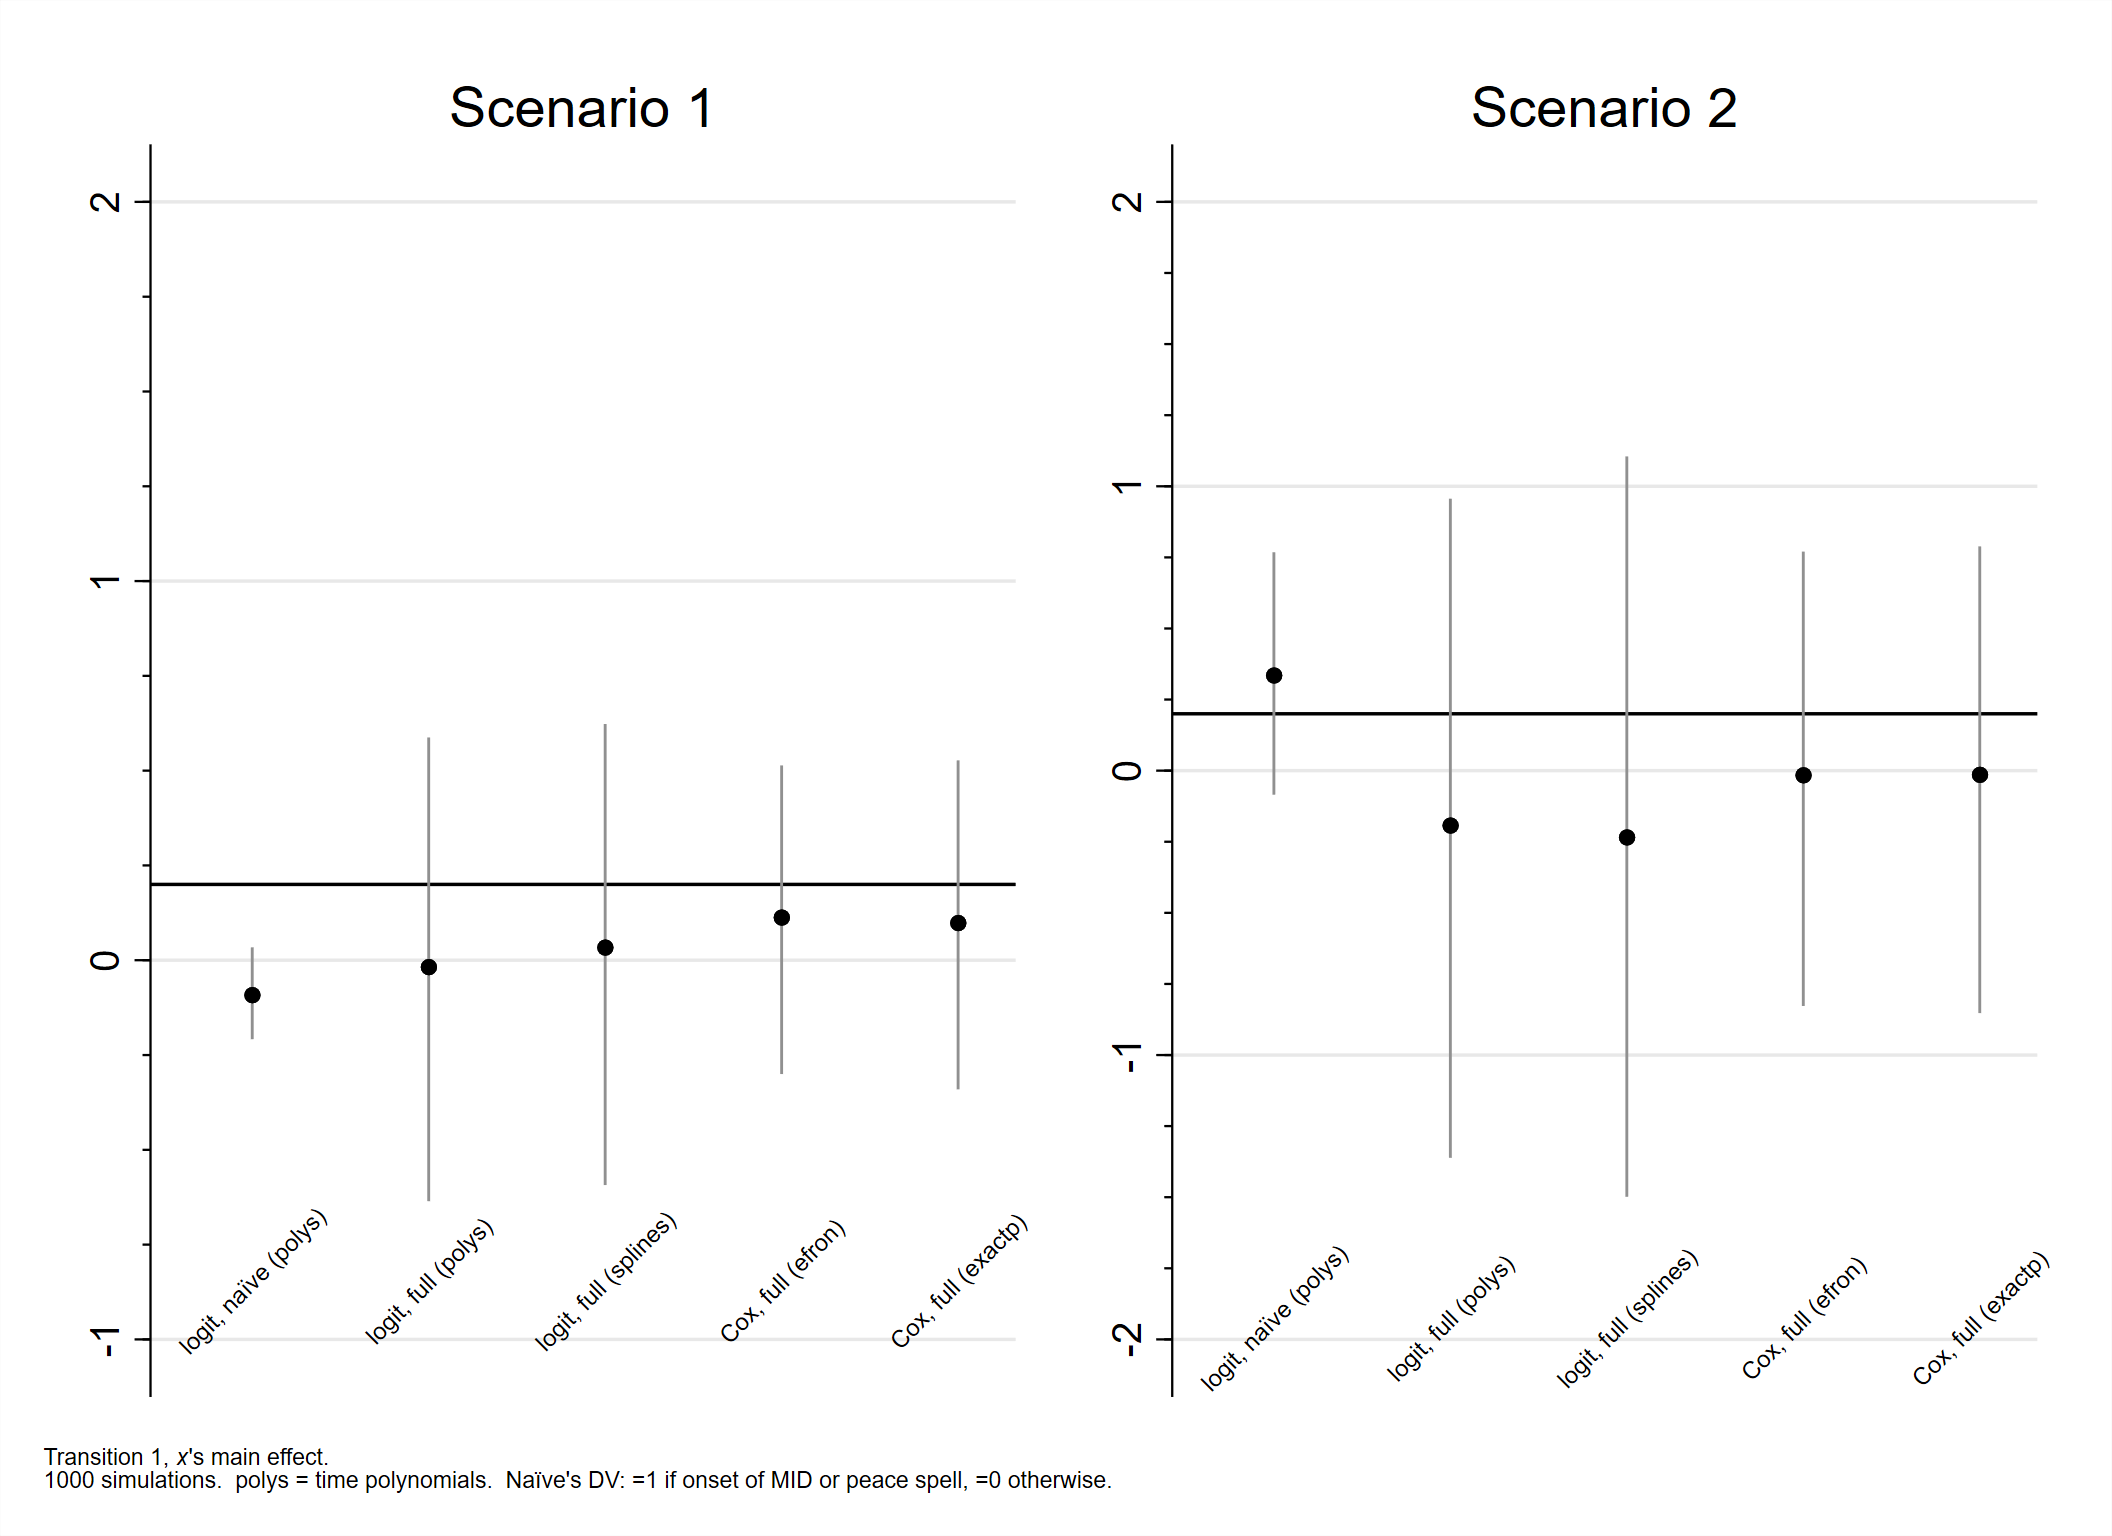 Scenario 1
2
1
0
-1
logit, naïve (polys)
logit, full (polys)
logit, full (splines)
Cox, full (efron)
Cox, full (exactp)
Scenario 2
2
1
0
-1
-2
logit, naïve (polys)
logit, full (polys)
logit, full (splines)
Cox, full (efron)
Cox, full (exactp)
Transition 1, x's main effect.
1000 simulations.  polys = time polynomials.  Naïve's DV: =1 if onset of MID or peace spell, =0 otherwise.